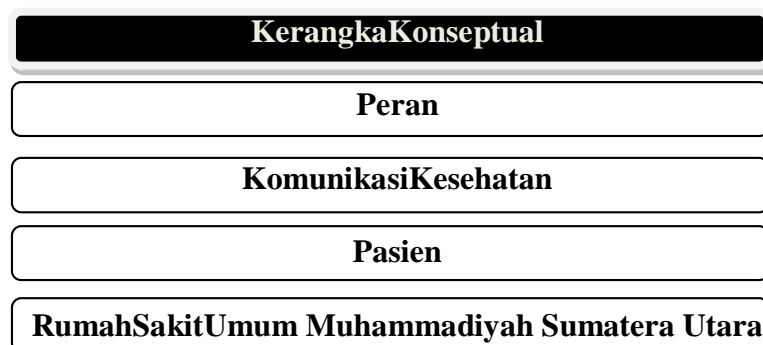 KerangkaKonseptual
Peran
KomunikasiKesehatan
Pasien
RumahSakitUmum Muhammadiyah Sumatera Utara